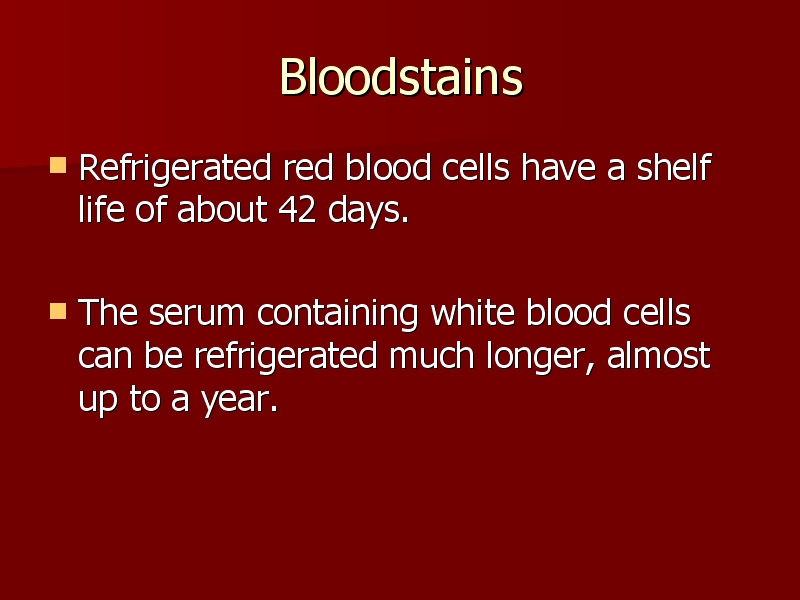 Bloodstains
Refrigerated red blood cells have a shelf
life of about 42 days.
The serum containing white blood cells
can be refrigerated much longer, almost
up to a year.